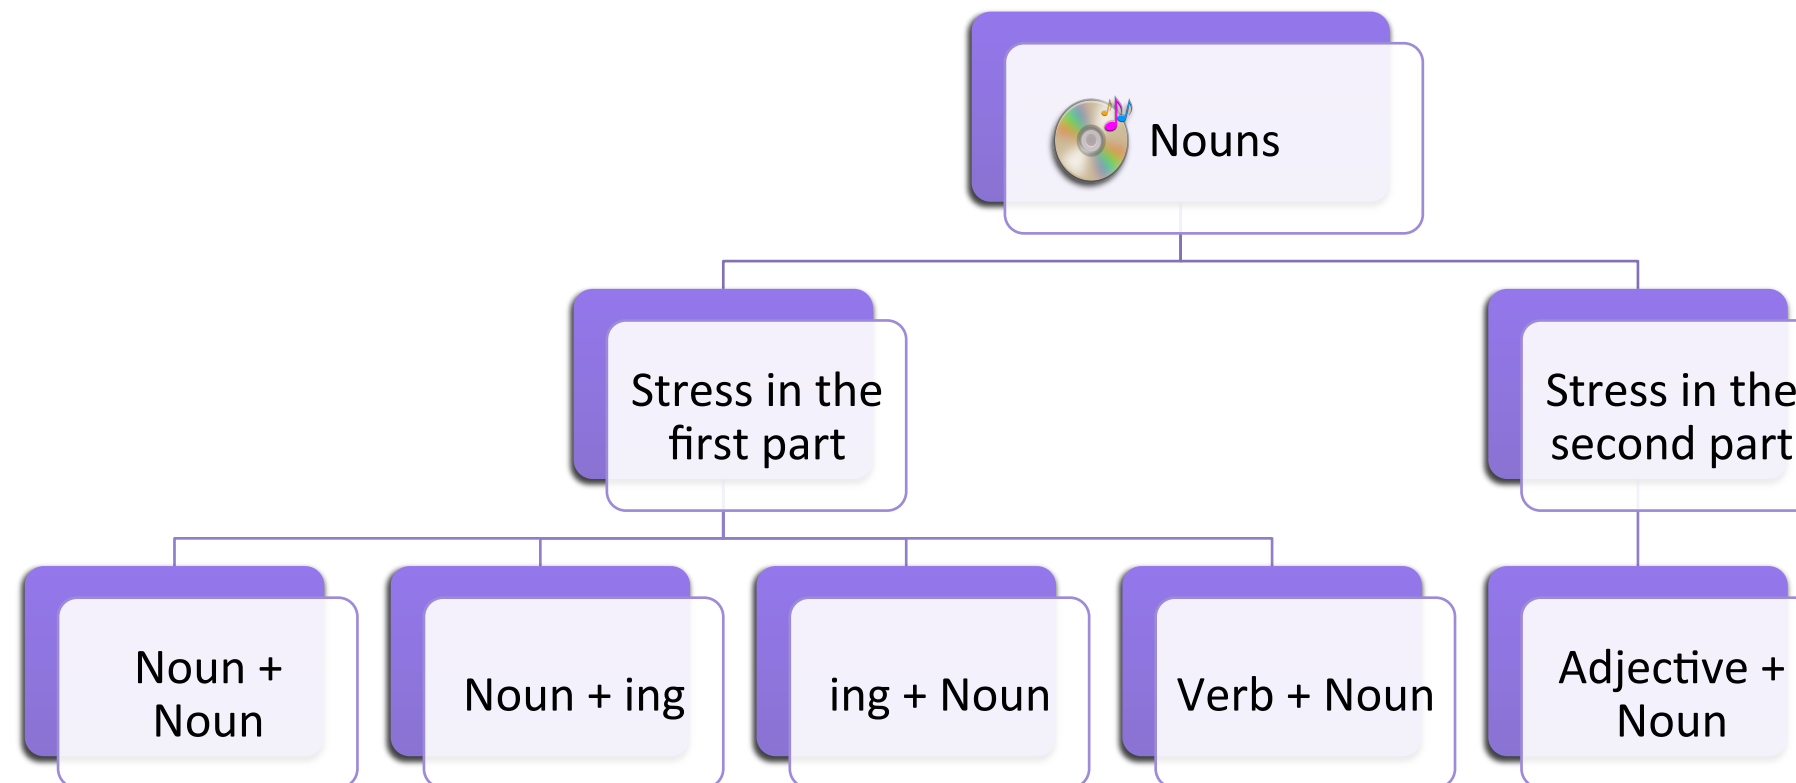 Nouns
Stress in the
first part
Stress in the
second part
Noun +
Noun
Noun + ing
ing + Noun
Verb + Noun
Adjective +
Noun